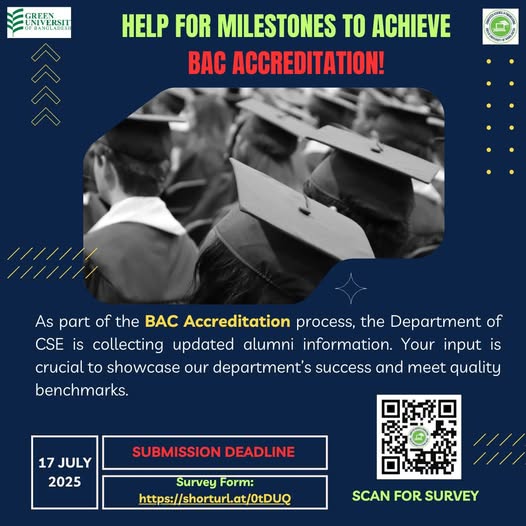 GREEN
UNIVERSITY
OF BANGLADESH
HELP FOR MILESTONES TO ACHIEVE
BAC ACCREDITATION!
As part of the BAC Accreditation process, the Department of
CSE is collecting updated alumni information. Your input is
crucial to showcase our department's success and meet quality
benchmarks.
17 JULY
2025
SUBMISSION DEADLINE
Survey Form:
https://shorturl.at/0tDUQ
SCAN FOR SURVEY